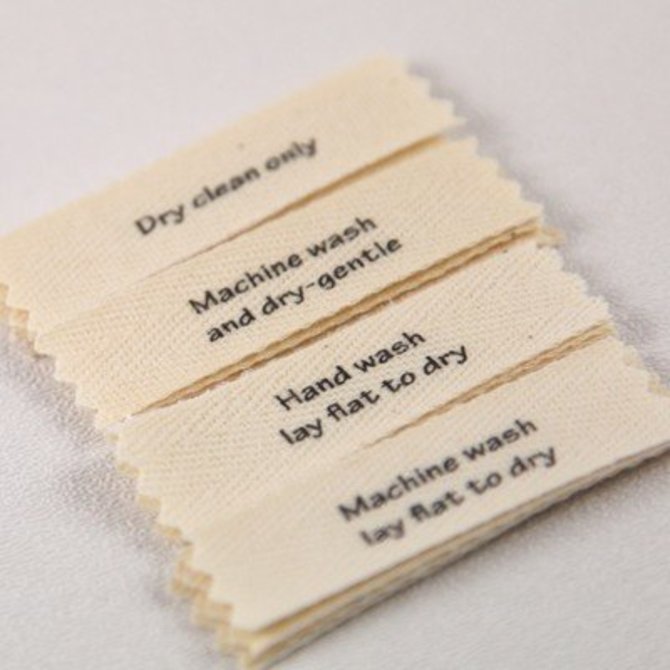 Dry clean only
Machine wash
and dry-gentle
Hand wash
lay flat to dry
Machine wash
lay flat to dry